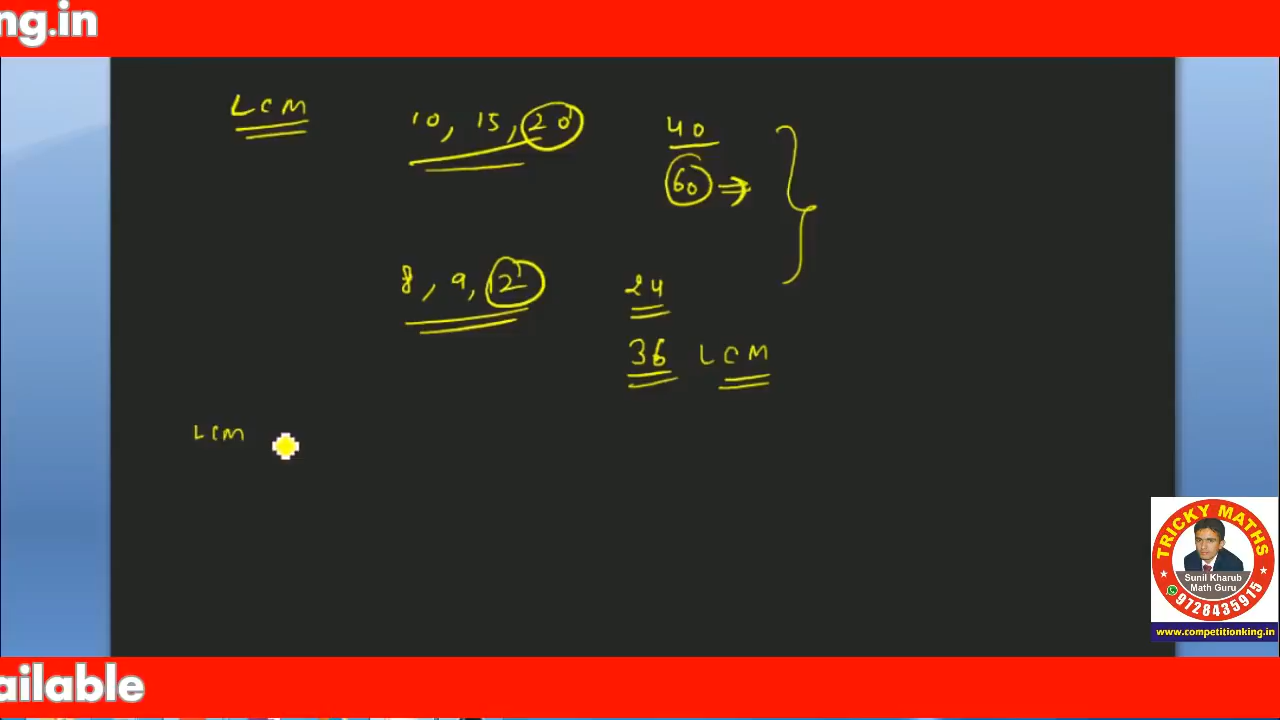 ng.in
LCM 10, 15, 20 40
60 ⇒
8, 9, 12 24
36 LCM
LCM
TRICKY MATHS
Sunil Kharub
Math Guru
9728435915
www.competitionking.in
ailable